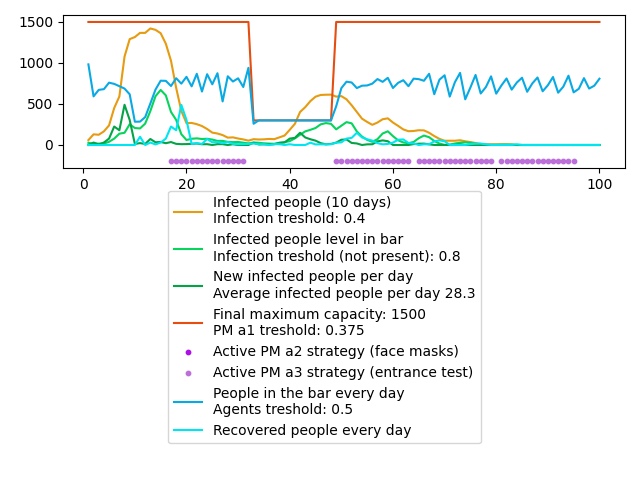 1500
1000
500
0
0
20
40
60
80
100
Infected people (10 days)
Infection treshold: 0.4
Infected people level in bar
Infection treshold (not present): 0.8
New infected people per day
Average infected people per day 28.3
Final maximum capacity: 1500
PM a1 treshold: 0.375
Active PM a2 strategy (face masks)
Active PM a3 strategy (entrance test)
People in the bar every day
Agents treshold: 0.5
Recovered people every day